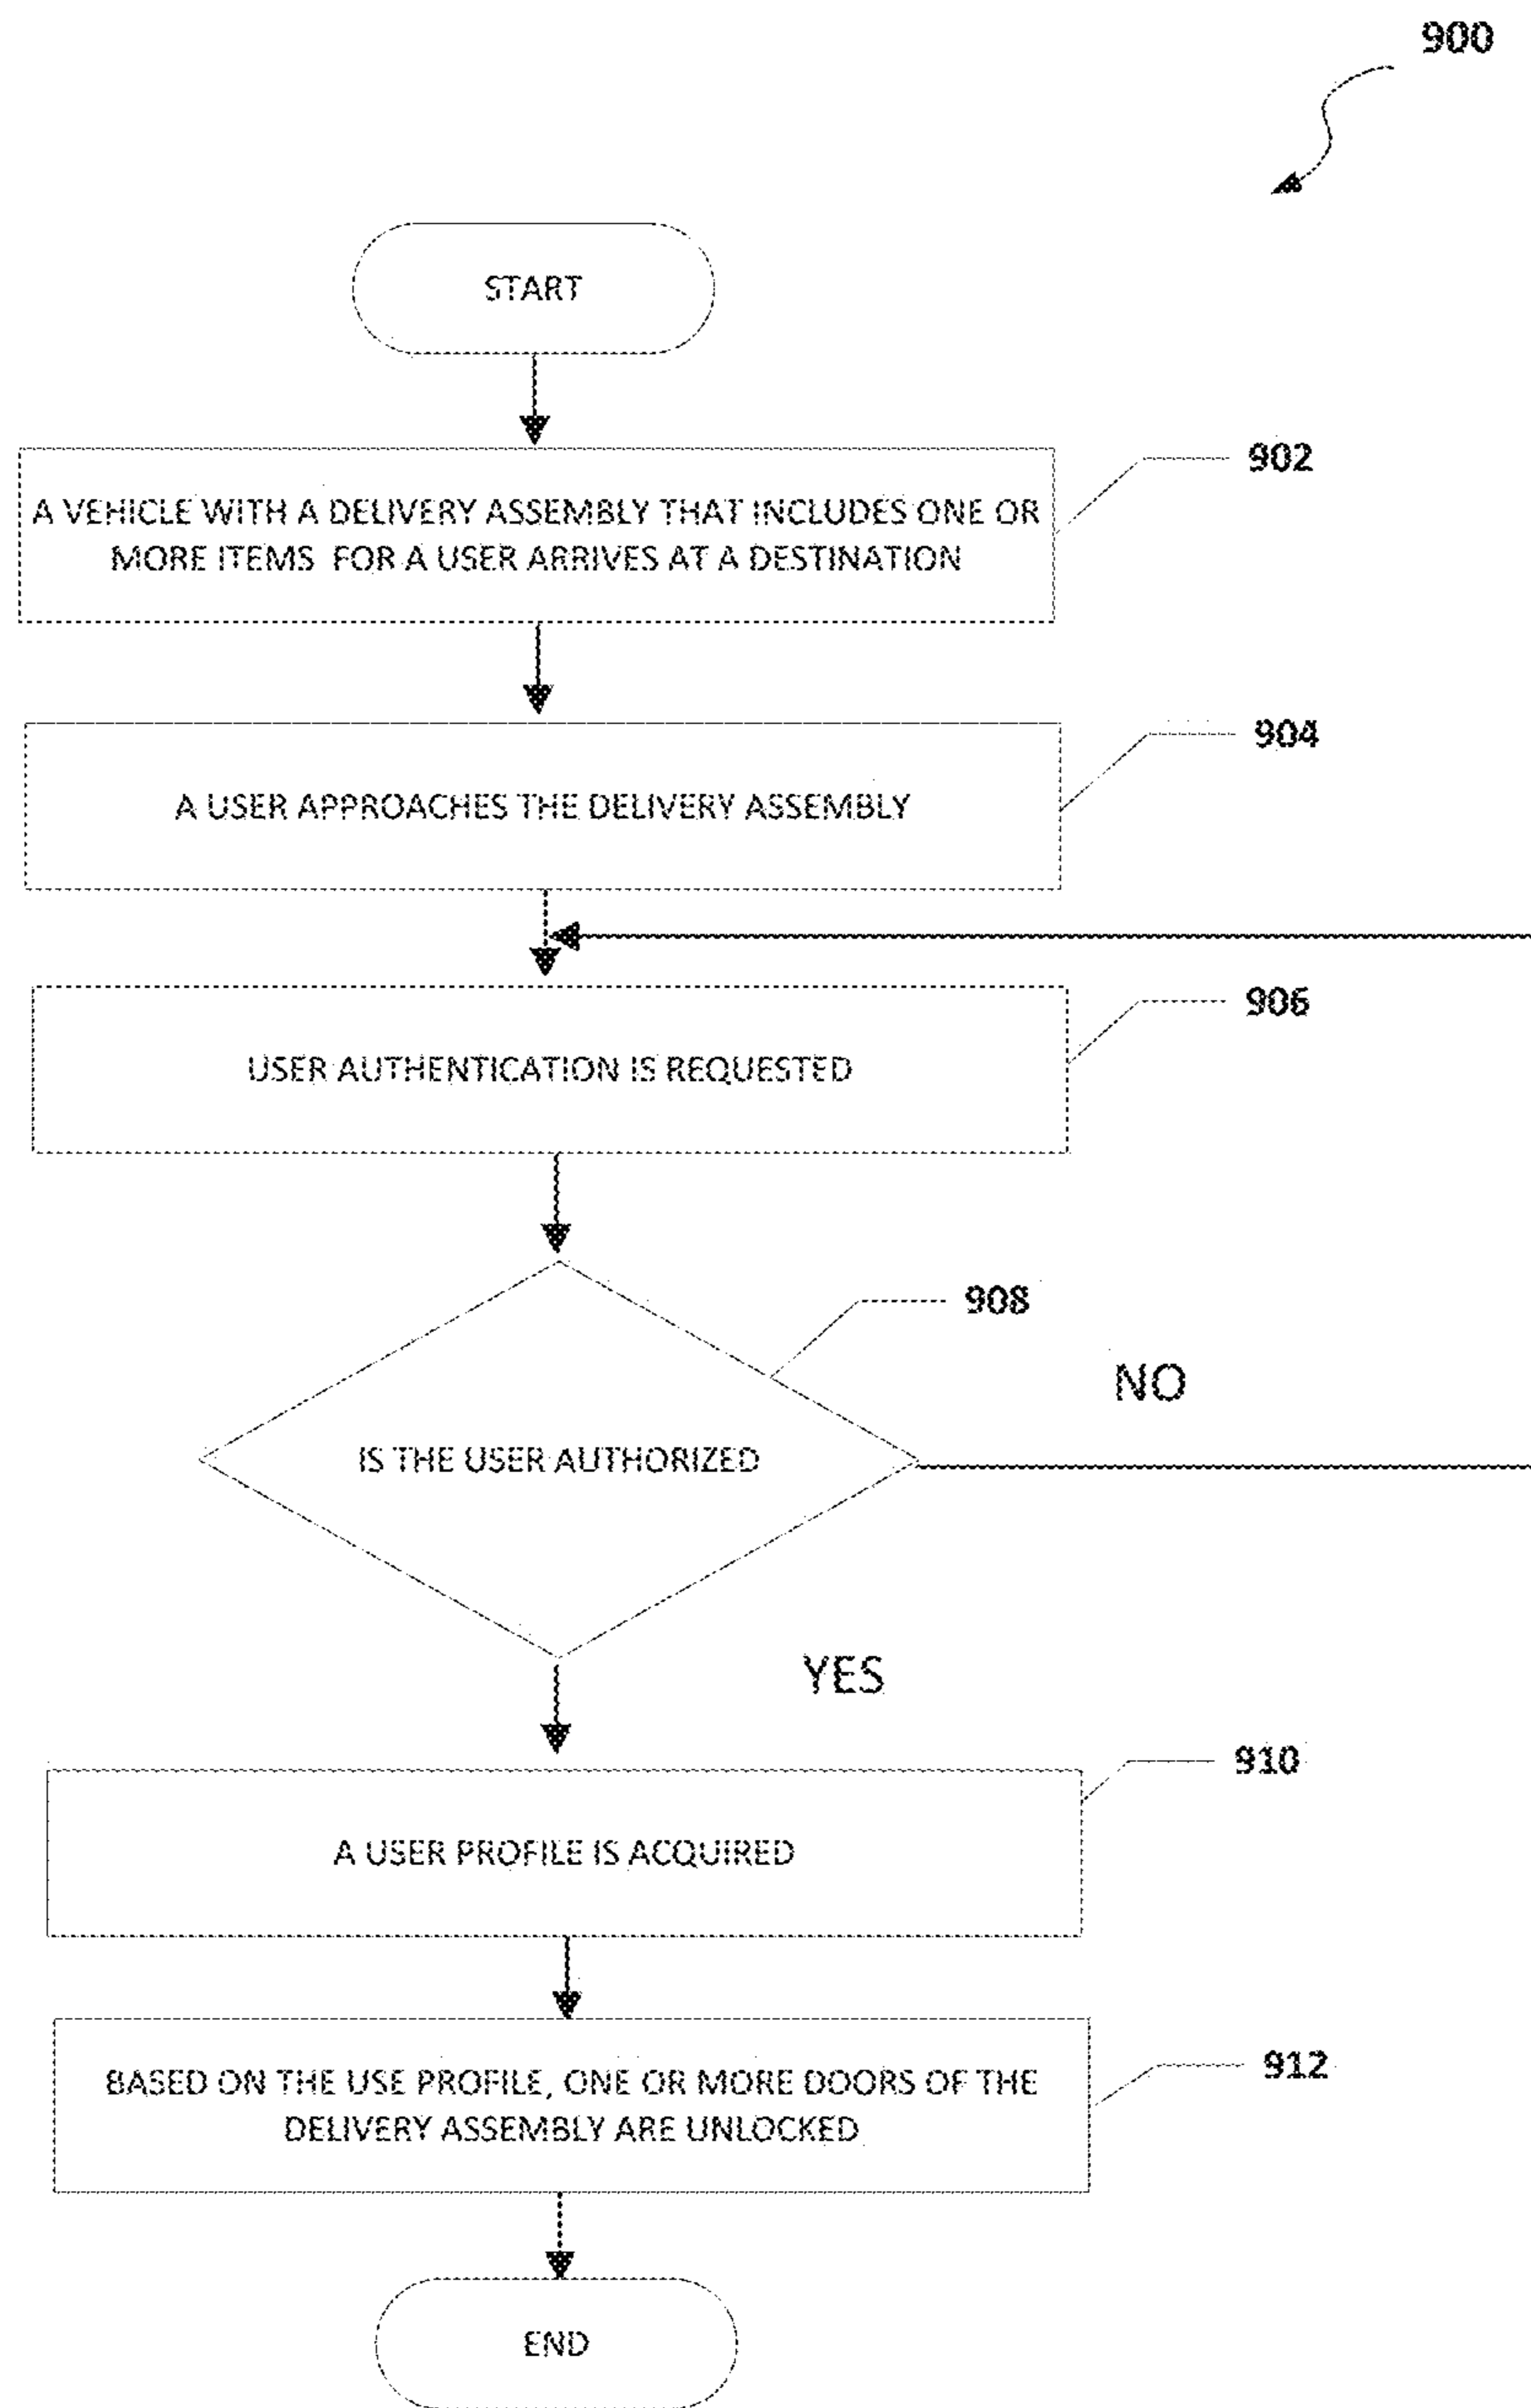 900
START
902
A VEHICLE WITH A DELIVERY ASSEMBLY THAT INCLUDES ONE OR
MORE ITEMS FOR A USER ARRIVES AT A DESTINATION
904
A USER APPROACHES THE DELIVERY ASSEMBLY
906
USER AUTHENTICATION IS REQUESTED
908
NO
IS THE USER AUTHORIZED
YES
910
A USER PROFILE IS ACQUIRED
912
BASED ON THE USE PROFILE, ONE OR MORE DOORS OF THE
DELIVERY ASSEMBLY ARE UNLOCKED
END